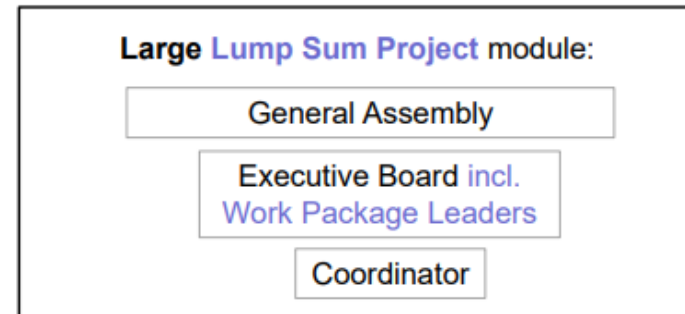 Large Lump Sum Project module:
General Assembly
Executive Board incl.
Work Package Leaders
Coordinator